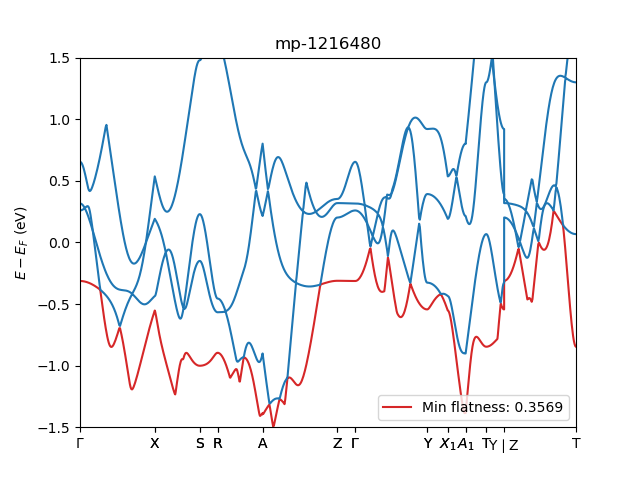 mp-1216480
E − E_F (eV)
1.5
1.0
0.5
0.0
−0.5
−1.0
−1.5
Min flatness: 0.3569
Γ X S R A Z Γ Y X₁ A₁ T Y | Z T